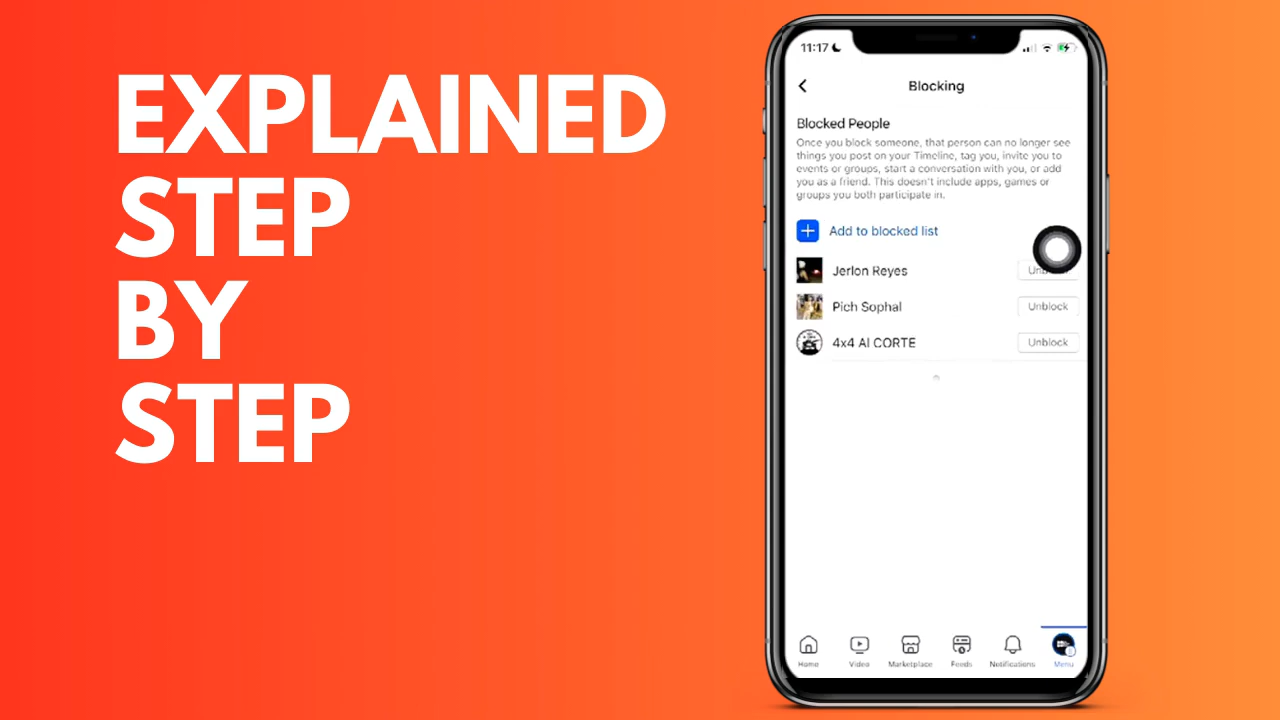 EXPLAINED
STEP
BY
STEP
11:17
Blocking
Blocked People
Once you block someone, that person can no longer see
things you post on your Timeline, tag you, invite you to
events or groups, start a conversation with you, or add
you as a friend. This doesn't include apps, games or
groups you both participate in.
Add to blocked list
Jerlon Reyes
Pich Sophal
Unblock
4x4 Al CORTE
Unblock
Home Video Marketplace Feeds Notifications Menu